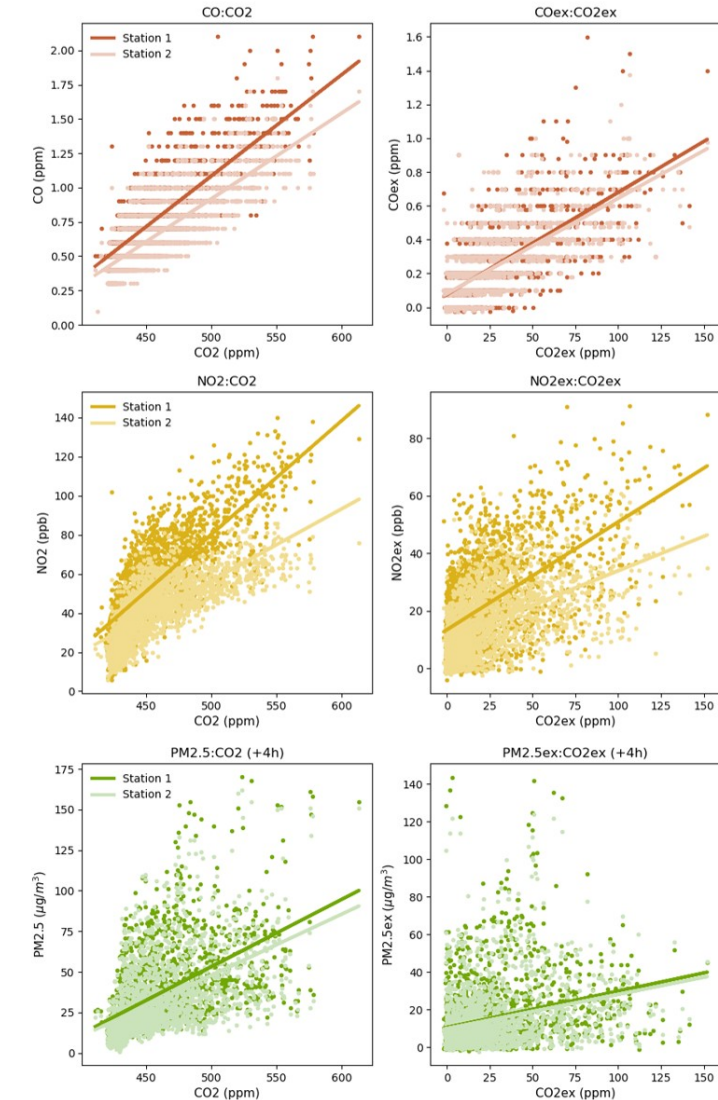 CO:CO2
Station 1
Station 2
2.00
1.75
1.50
1.25
1.00
0.75
0.50
0.25
0.00
CO (ppm)
450 500 550 600
CO2 (ppm)
COex:CO2ex
1.6
1.4
1.2
1.0
0.8
0.6
0.4
0.2
0.0
COex (ppm)
0 25 50 75 100 125 150
CO2ex (ppm)
NO2:CO2
Station 1
Station 2
140
120
100
80
60
40
20
0
NO2 (ppb)
450 500 550 600
CO2 (ppm)
NO2ex:CO2ex
80
60
40
20
0
NO2ex (ppb)
0 25 50 75 100 125 150
CO2ex (ppm)
PM2.5:CO2 (+4h)
Station 1
Station 2
175
150
125
100
75
50
25
0
PM2.5 (μg/m³)
450 500 550 600
CO2 (ppm)
PM2.5ex:CO2ex (+4h)
140
120
100
80
60
40
20
0
PM2.5ex (μg/m³)
0 25 50 75 100 125 150
CO2ex (ppm)